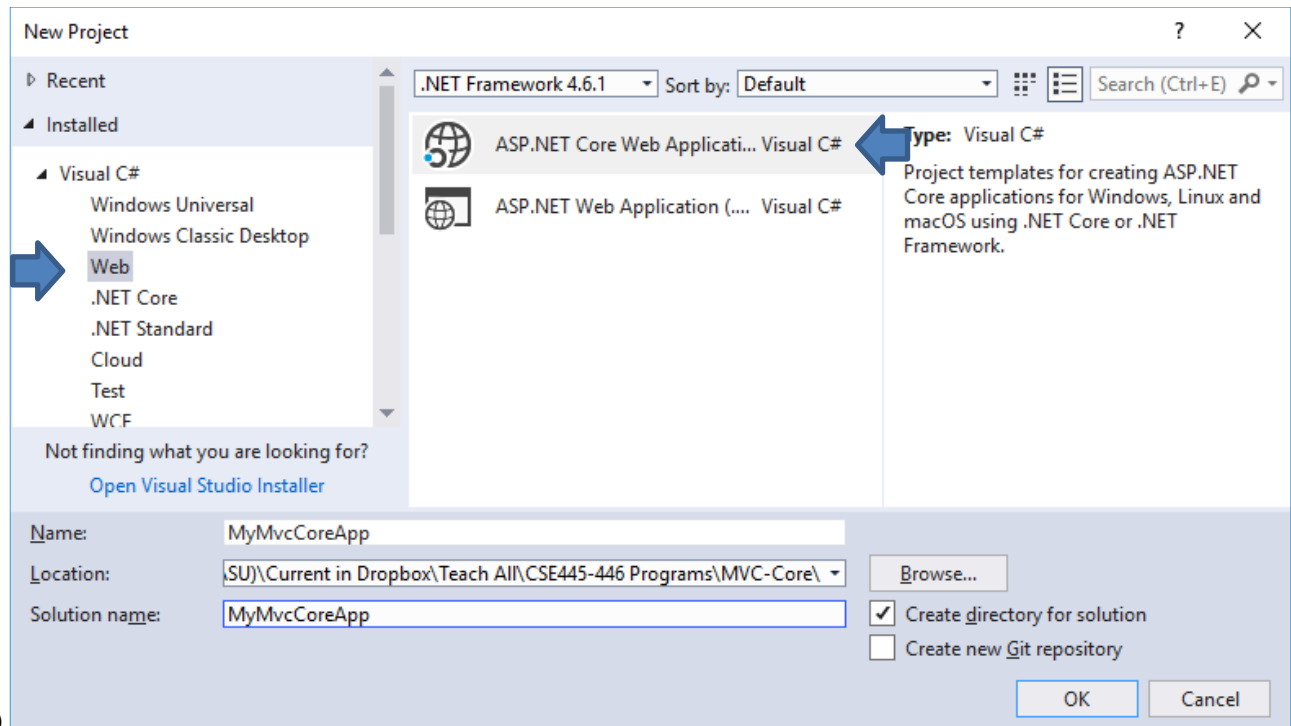 New Project
?
Recent
Installed
Visual C#
Windows Universal
Windows Classic Desktop
Web
.NET Core
.NET Standard
Cloud
Test
WCF
Not finding what you are looking for?
Open Visual Studio Installer
.NET Framework 4.6.1 Sort by: Default Search (Ctrl+E)
ASP.NET Core Web Applicati... Visual C#
ASP.NET Web Application (.... Visual C#
Type: Visual C#
Project templates for creating ASP.NET
Core applications for Windows, Linux and
macOS using .NET Core or .NET
Framework.
Name: MyMvcCoreApp
Location: \SU)\Current in Dropbox\Teach All\CSE445-446 Programs\MVC-Core\ Browse...
Solution name: MyMvcCoreApp
Create directory for solution
Create new Git repository
OK Cancel
)